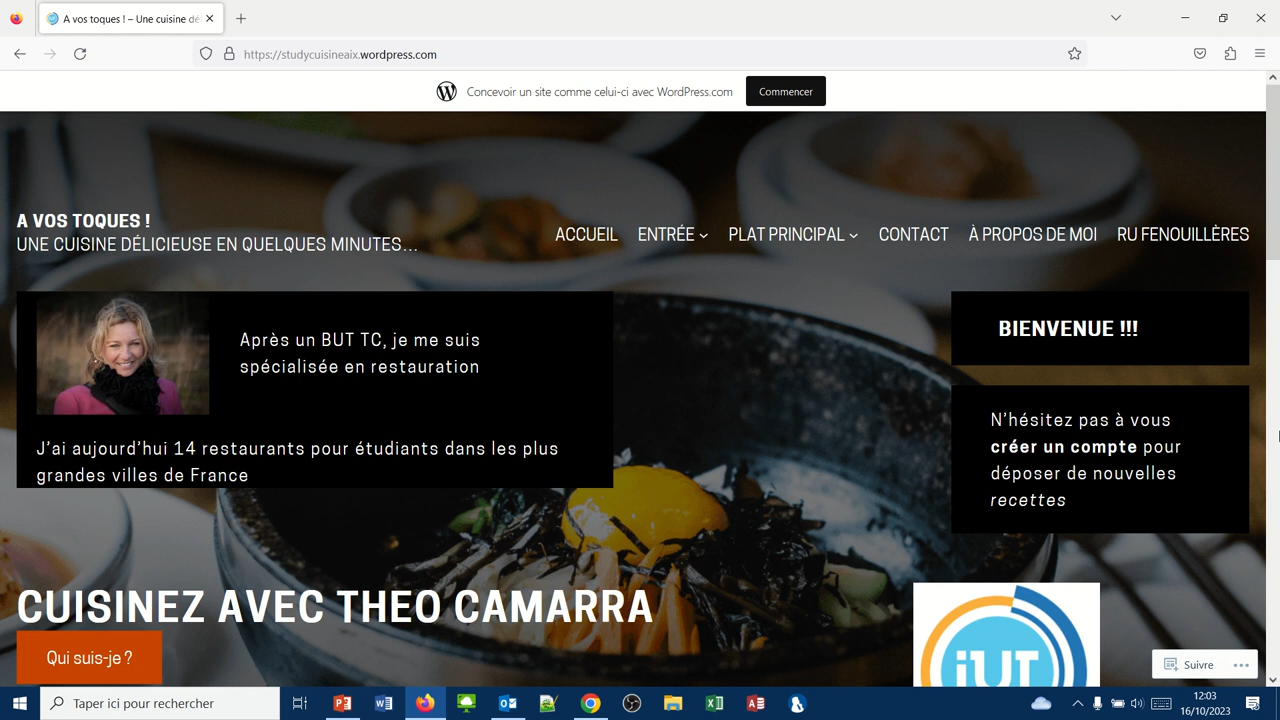 A vos toques ! – Une cuisine dé
https://studycuisineaix.wordpress.com
Concevoir un site comme celui-ci avec WordPress.com
Commencer
A VOS TOQUES !
UNE CUISINE DÉLICIEUSE EN QUELQUES MINUTES...
ACCUEIL ENTRÉE PLAT PRINCIPAL CONTACT À PROPOS DE MOI RU FENOUILLÈRES
Après un BUT TC, je me suis
spécialisée en restauration
J'ai aujourd'hui 14 restaurants pour étudiants dans les plus
grandes villes de France
BIENVENUE !!!
N'hésitez pas à vous
créer un compte pour
déposer de nouvelles
recettes
CUISINEZ AVEC THEO CAMARRA
Qui suis-je ?
iUT
Suivre
Taper ici pour rechercher
12:03
16/10/2023